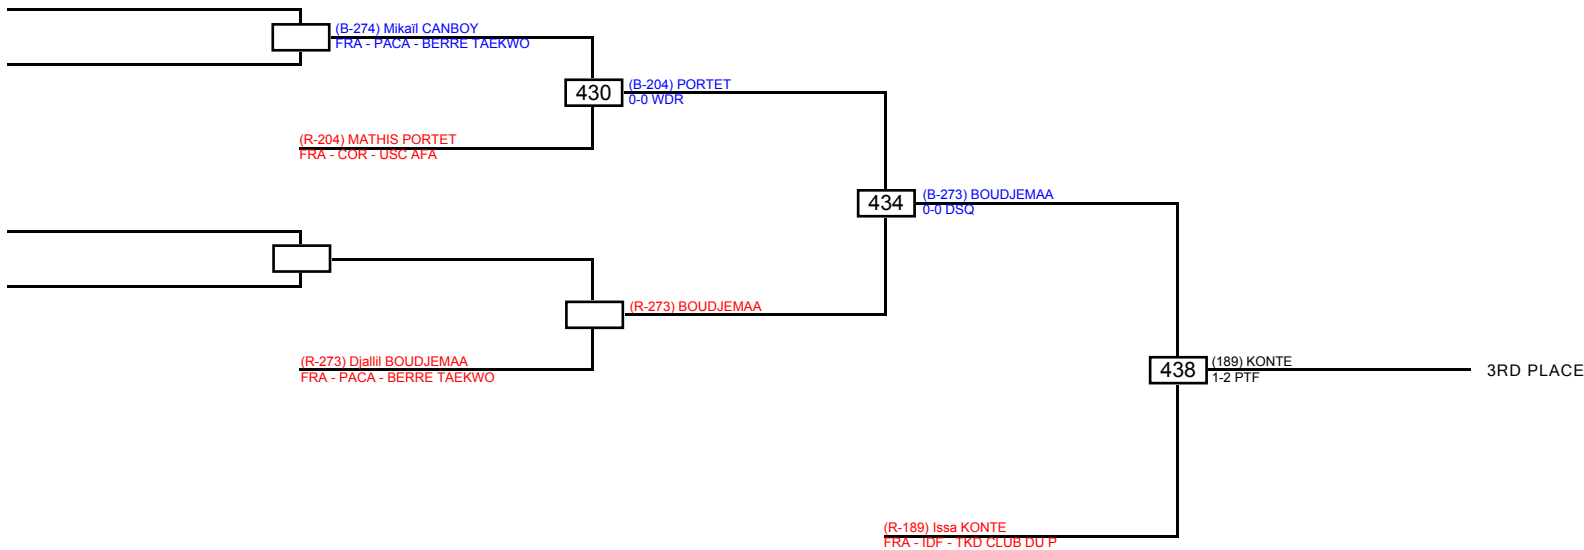 (B-274) Mikaïl CANBOY
FRA - PACA - BERRE TAEKWO
430
(B-204) PORTET
0-0 WDR
(R-204) MATHIS PORTET
FRA - COR - USC AFA
434
(B-273) BOUDJEMAA
0-0 DSQ
(R-273) BOUDJEMAA
(R-273) Djallil BOUDJEMAA
FRA - PACA - BERRE TAEKWO
438
(189) KONTE
1-2 PTF
3RD PLACE
(R-189) Issa KONTE
FRA - IDF - TKD CLUB DU P